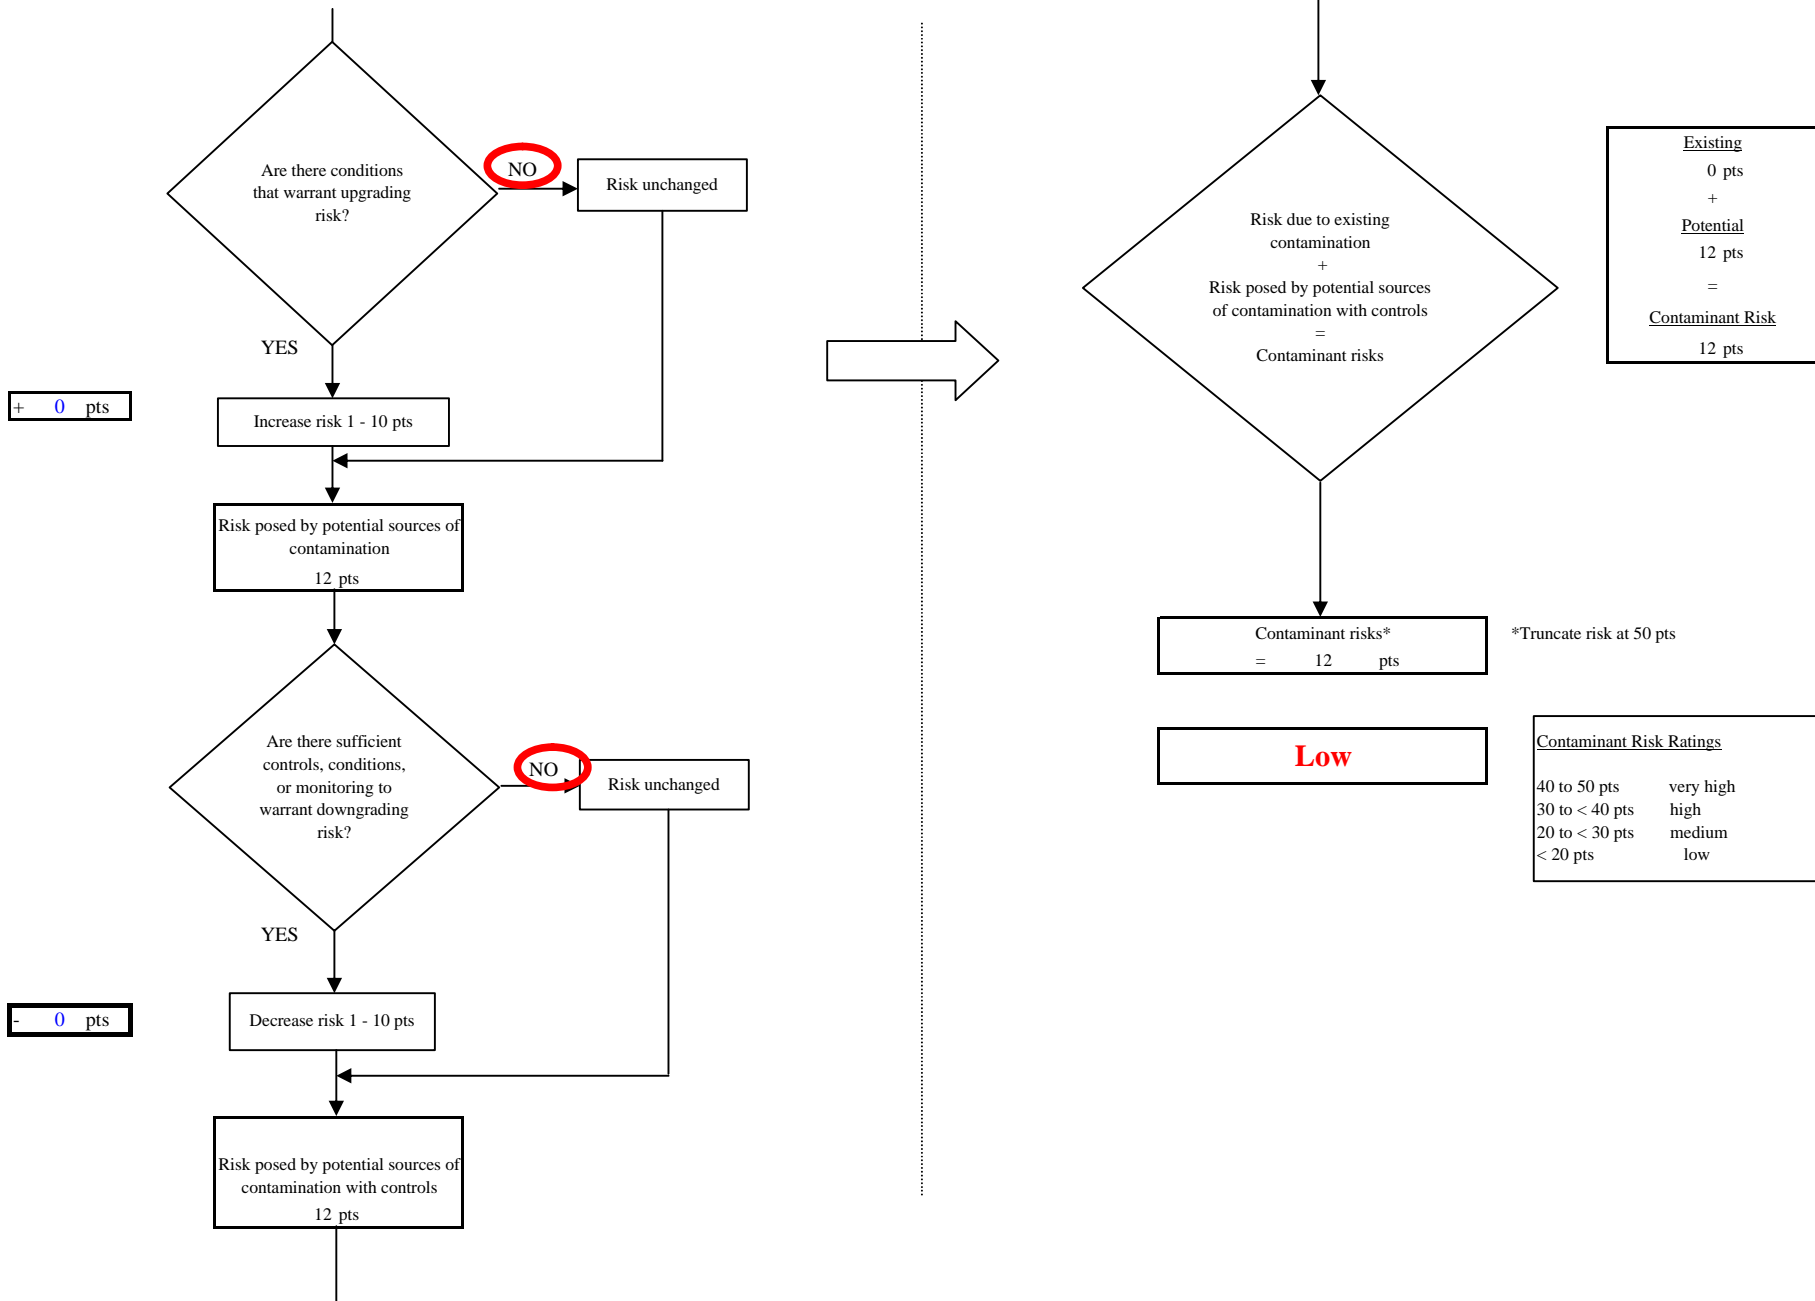 Are there conditions
that warrant upgrading
risk?
NO
Risk unchanged
YES
+ 0 pts
Increase risk 1 - 10 pts
Risk posed by potential sources of
contamination
12 pts
Are there sufficient
controls, conditions,
or monitoring to
warrant downgrading
risk?
NO
Risk unchanged
YES
- 0 pts
Decrease risk 1 - 10 pts
Risk posed by potential sources of
contamination with controls
12 pts
Risk due to existing
contamination
+
Risk posed by potential sources
of contamination with controls
=
Contaminant risks
Existing
0 pts
+
Potential
12 pts
=
Contaminant Risk
12 pts
Contaminant risks*
= 12 pts
*Truncate risk at 50 pts
Low
Contaminant Risk Ratings
40 to 50 pts very high
30 to < 40 pts high
20 to < 30 pts medium
< 20 pts low